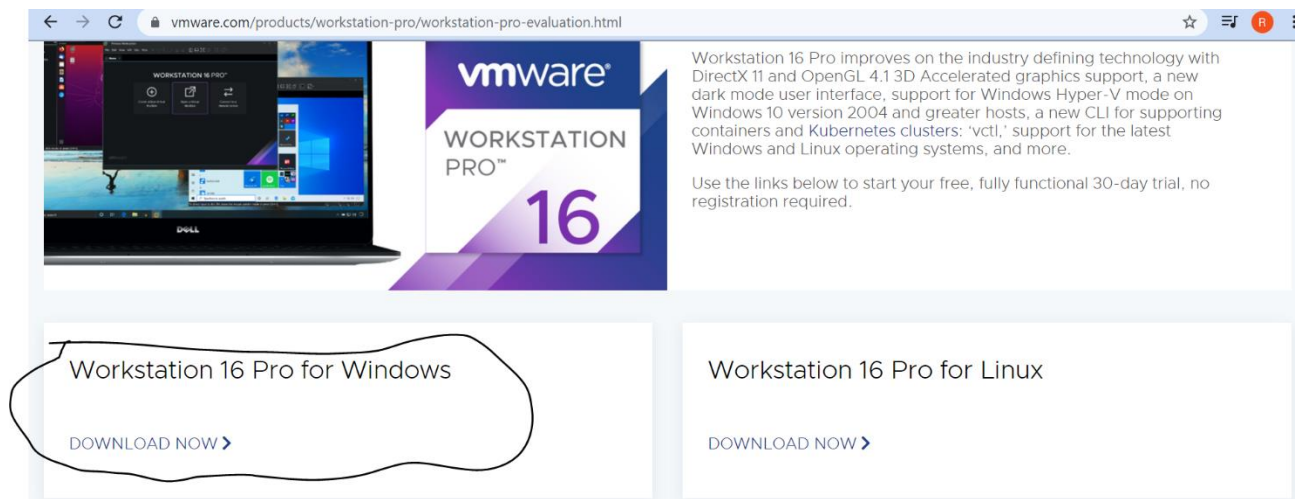 vmware.com/products/workstation-pro/workstation-pro-evaluation.html
R
WORKSTATION 16 PRO™
DELL
vmware®
WORKSTATION
PRO™
16
Workstation 16 Pro improves on the industry defining technology with
DirectX 11 and OpenGL 4.1 3D Accelerated graphics support, a new
dark mode user interface, support for Windows Hyper-V mode on
Windows 10 version 2004 and greater hosts, a new CLI for supporting
containers and Kubernetes clusters: ‘vctl,’ support for the latest
Windows and Linux operating systems, and more.
Use the links below to start your free, fully functional 30-day trial, no
registration required.
Workstation 16 Pro for Windows
DOWNLOAD NOW
Workstation 16 Pro for Linux
DOWNLOAD NOW